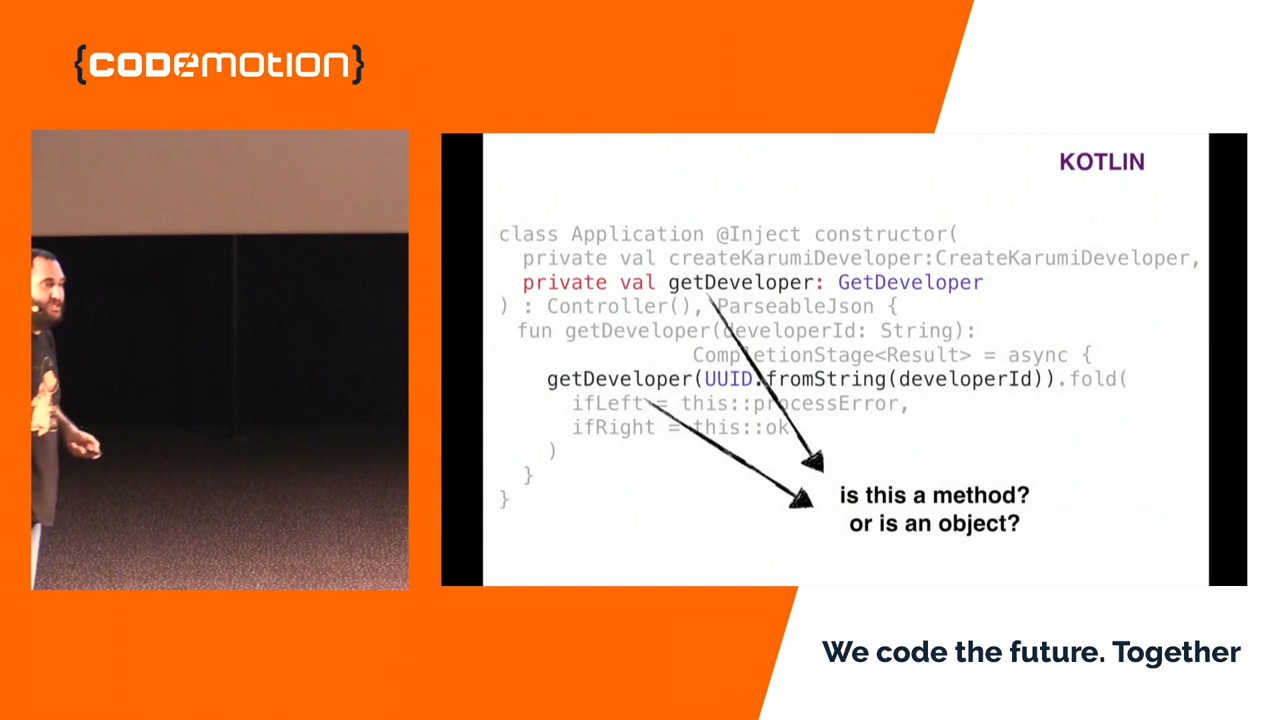 {CODEMOTION}
KOTLIN
class Application @Inject constructor(
private val createKarumiDeveloper:CreateKarumiDeveloper,
private val getDeveloper: GetDeveloper
) : Controller(), ParseableJson {
fun getDeveloper(developerId: String):
CompletionStage<Result> = async {
getDeveloper(UUID.fromString(developerId)).fold(
ifLeft = this::processError,
ifRight = this::ok
)
}
}
is this a method?
or is an object?
We code the future. Together